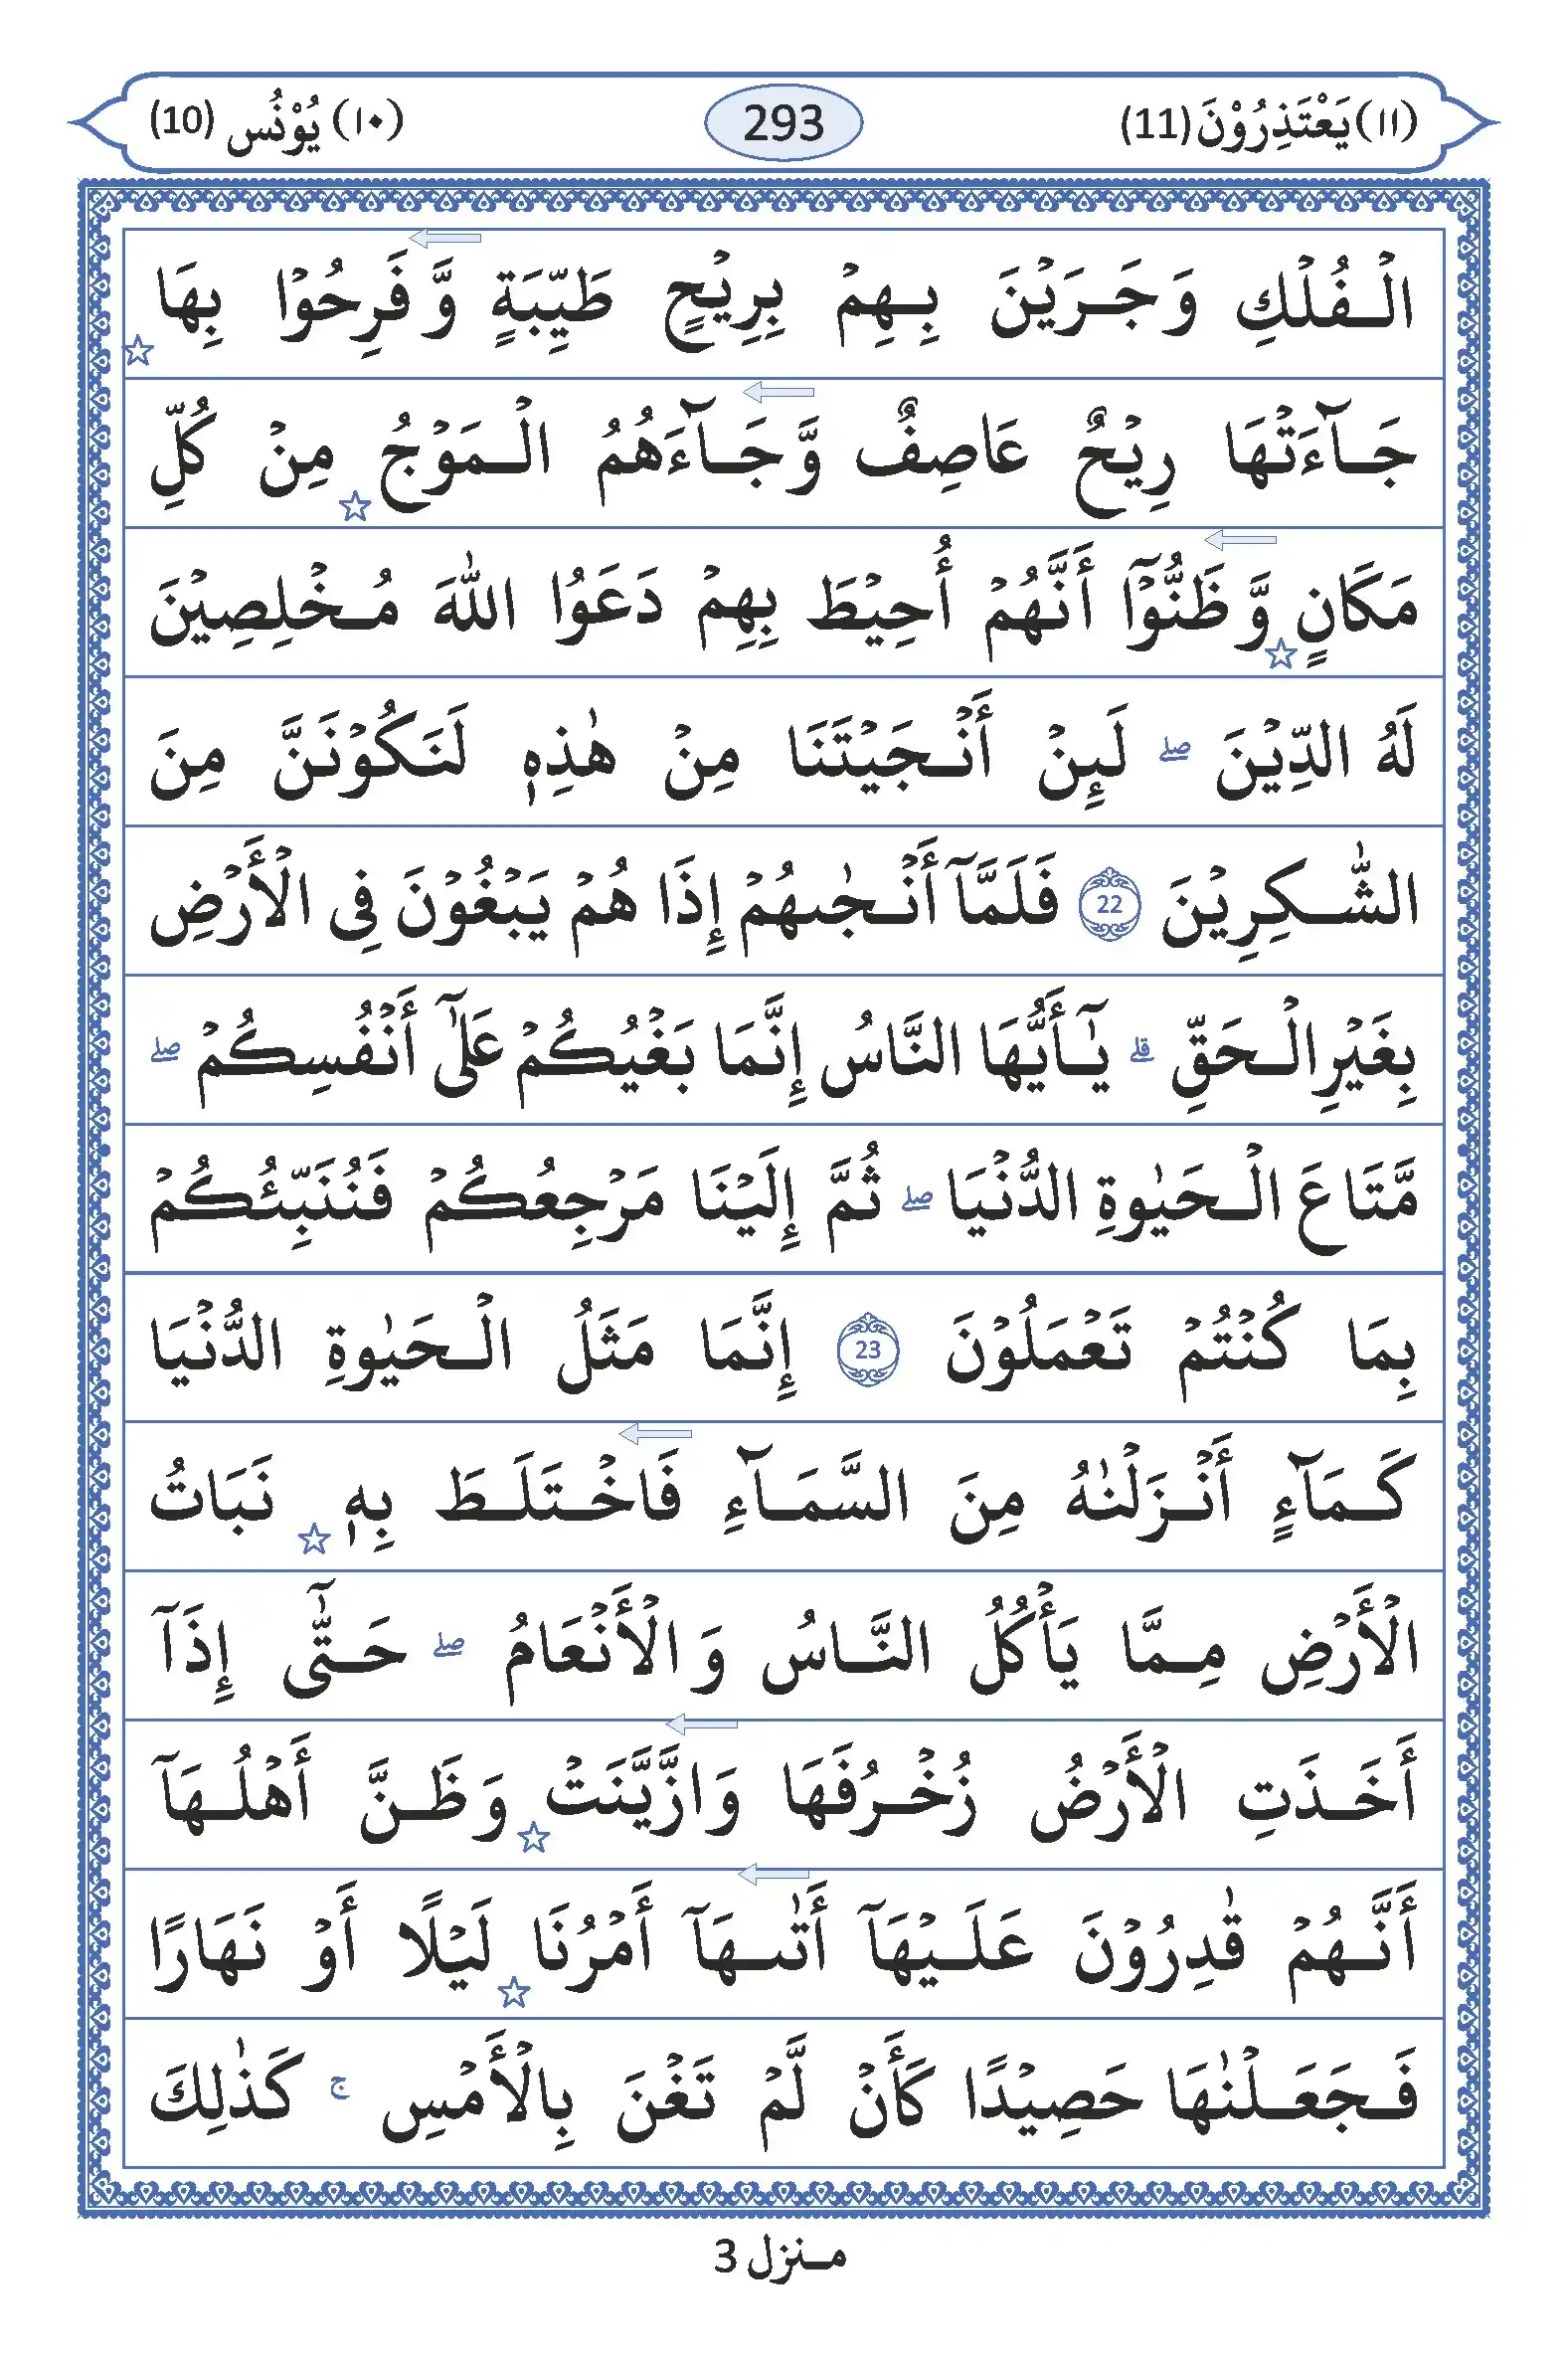 (١١) يَعْتَذِرُوْنَ (11) 293 (١٠) يُوْنُس (10)
الْفُلْكِ وَجَرَيْنَ بِهِمْ بِرِيْحٍ طَيِّبَةٍ وَّفَرِحُوْا بِهَا
جَآءَتْهَا رِيْحٌ عَاصِفٌ وَّجَآءَهُمُ الْمَوْجُ مِنْ كُلِّ
مَكَانٍ وَّظَنُّوْٓا أَنَّهُمْ أُحِيْطَ بِهِمْ دَعَوُا اللّٰهَ مُخْلِصِيْنَ
لَهُ الدِّيْنَ ۖ لَىِٕنْ أَنْجَيْتَنَا مِنْ هٰذِهٖ لَنَكُوْنَنَّ مِنَ
الشّٰكِرِيْنَ 22 فَلَمَّآ أَنْجٰىهُمْ إِذَا هُمْ يَبْغُوْنَ فِى الْأَرْضِ
بِغَيْرِ الْحَقِّ ۗ يٰٓأَيُّهَا النَّاسُ إِنَّمَا بَغْيُكُمْ عَلٰٓى أَنْفُسِكُمْ ۖ
مَّتَاعَ الْحَيٰوةِ الدُّنْيَا ۖ ثُمَّ إِلَيْنَا مَرْجِعُكُمْ فَنُنَبِّئُكُمْ
بِمَا كُنْتُمْ تَعْمَلُوْنَ 23 إِنَّمَا مَثَلُ الْحَيٰوةِ الدُّنْيَا
كَمَآءٍ أَنْزَلْنٰهُ مِنَ السَّمَآءِ فَاخْتَلَطَ بِهٖ نَبَاتُ
الْأَرْضِ مِمَّا يَأْكُلُ النَّاسُ وَالْأَنْعَامُ ۖ حَتّٰٓى إِذَآ
أَخَذَتِ الْأَرْضُ زُخْرُفَهَا وَازَّيَّنَتْ وَظَنَّ أَهْلُهَآ
أَنَّهُمْ قٰدِرُوْنَ عَلَيْهَآ أَتٰىهَآ أَمْرُنَا لَيْلًا أَوْ نَهَارًا
فَجَعَلْنٰهَا حَصِيْدًا كَأَنْ لَّمْ تَغْنَ بِالْأَمْسِ ۚ كَذٰلِكَ
منزل 3